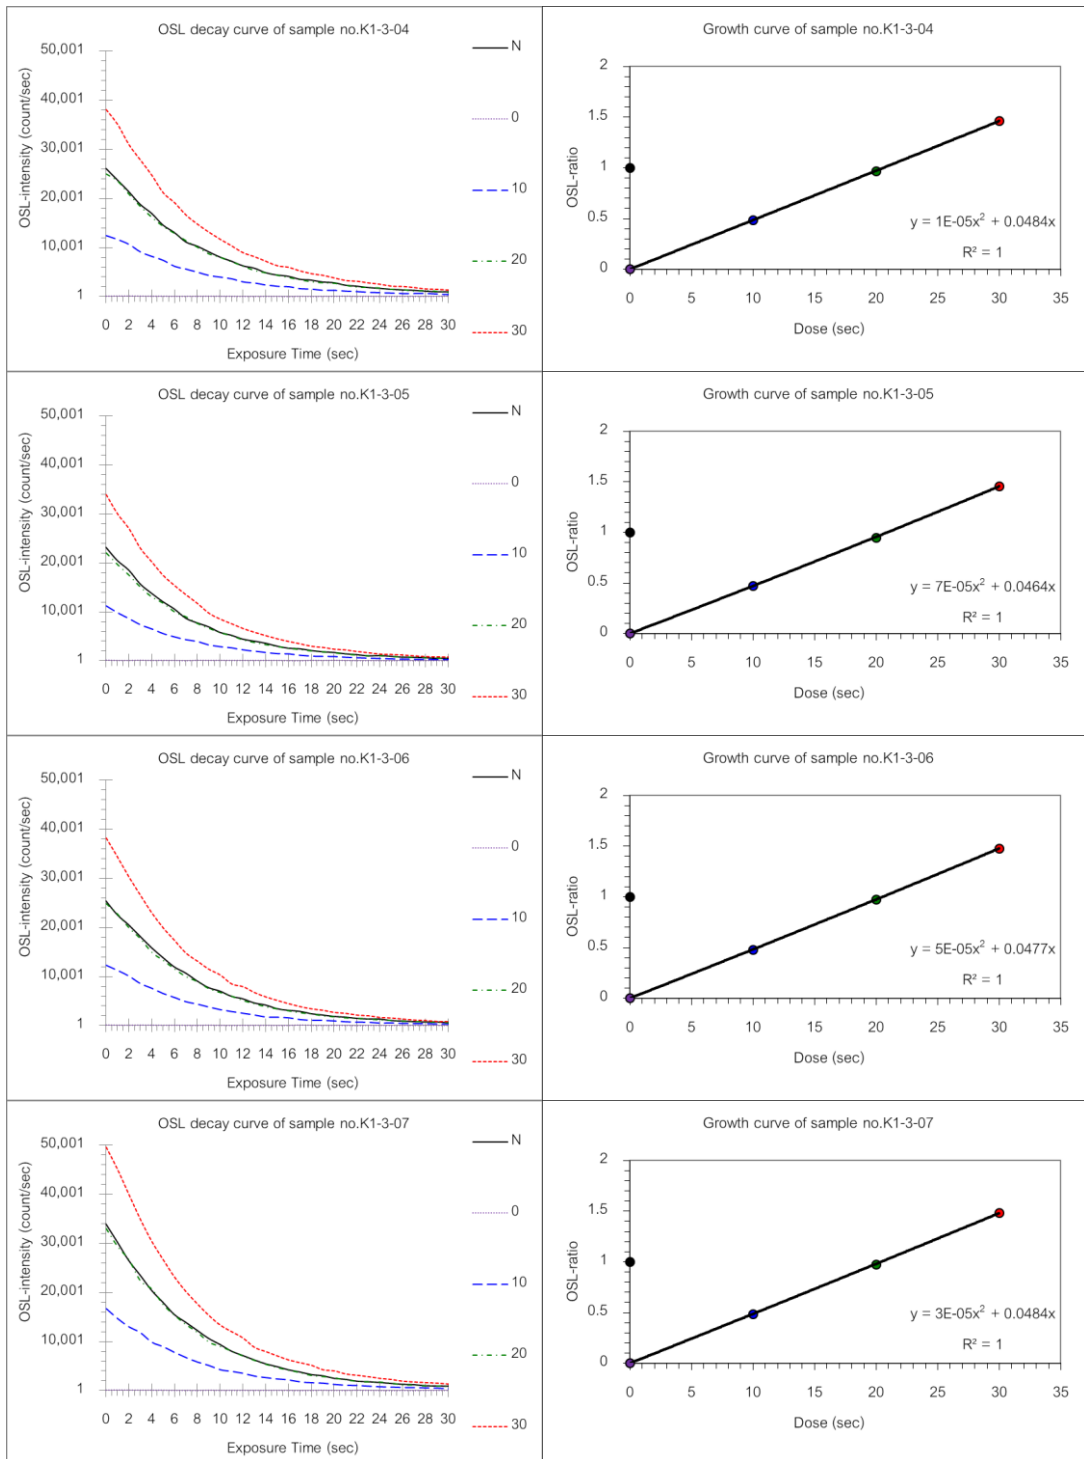 OSL decay curve of sample no.K1-3-04
OSL-intensity (count/sec)
50,001
40,001
30,001
20,001
10,001
1
0 2 4 6 8 10 12 14 16 18 20 22 24 26 28 30
Exposure Time (sec)
N
0
10
20
30
Growth curve of sample no.K1-3-04
OSL-ratio
2
1.5
1
0.5
0
0 5 10 15 20 25 30 35
Dose (sec)
y = 1E-05x² + 0.0484x
R² = 1
OSL decay curve of sample no.K1-3-05
OSL-intensity (count/sec)
50,001
40,001
30,001
20,001
10,001
1
0 2 4 6 8 10 12 14 16 18 20 22 24 26 28 30
Exposure Time (sec)
N
0
10
20
30
Growth curve of sample no.K1-3-05
OSL-ratio
2
1.5
1
0.5
0
0 5 10 15 20 25 30 35
Dose (sec)
y = 7E-05x² + 0.0464x
R² = 1
OSL decay curve of sample no.K1-3-06
OSL-intensity (count/sec)
50,001
40,001
30,001
20,001
10,001
1
0 2 4 6 8 10 12 14 16 18 20 22 24 26 28 30
Exposure Time (sec)
N
0
10
20
30
Growth curve of sample no.K1-3-06
OSL-ratio
2
1.5
1
0.5
0
0 5 10 15 20 25 30 35
Dose (sec)
y = 5E-05x² + 0.0477x
R² = 1
OSL decay curve of sample no.K1-3-07
OSL-intensity (count/sec)
50,001
40,001
30,001
20,001
10,001
1
0 2 4 6 8 10 12 14 16 18 20 22 24 26 28 30
Exposure Time (sec)
N
0
10
20
30
Growth curve of sample no.K1-3-07
OSL-ratio
2
1.5
1
0.5
0
0 5 10 15 20 25 30 35
Dose (sec)
y = 3E-05x² + 0.0484x
R² = 1